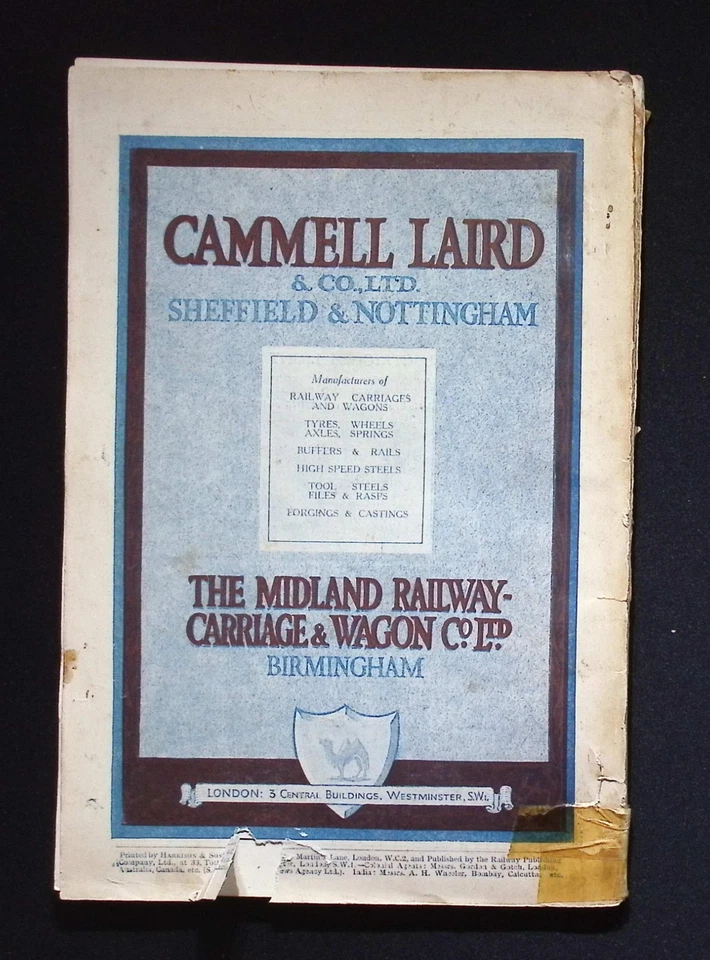 CAMMELL LAIRD
& CO., LTD.
SHEFFIELD & NOTTINGHAM
Manufacturers of
RAILWAY CARRIAGES
AND WAGONS
TYRES, WHEELS
AXLES, SPRINGS
BUFFERS & RAILS
HIGH SPEED STEELS
TOOL STEELS
FILES & RASPS
FORGINGS & CASTINGS
THE MIDLAND RAILWAY-
CARRIAGE & WAGON CO. LTD.
BIRMINGHAM
LONDON: 3 CENTRAL BUILDINGS, WESTMINSTER, S.W.1.
Printed by HARRISON & Martin's Lane, London, W.C.2, and Published by the Railway Publishing
Company, Ltd., at 33, London, S.W.1.—Colonial Agents: Messrs. Gordon & Gotch, London,
Australia, Canada, etc. Agency Ltd.). India: Messrs. A. H. Wheeler, Bombay, Calcutta, etc.